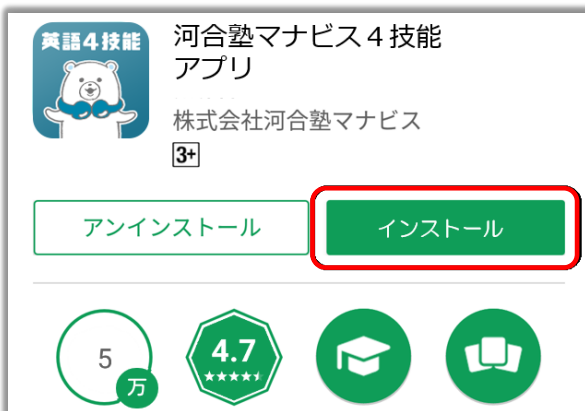 英語4技能
河合塾マナビス４技能
アプリ
株式会社河合塾マナビス
3+
アンインストール
インストール
5
万
4.7